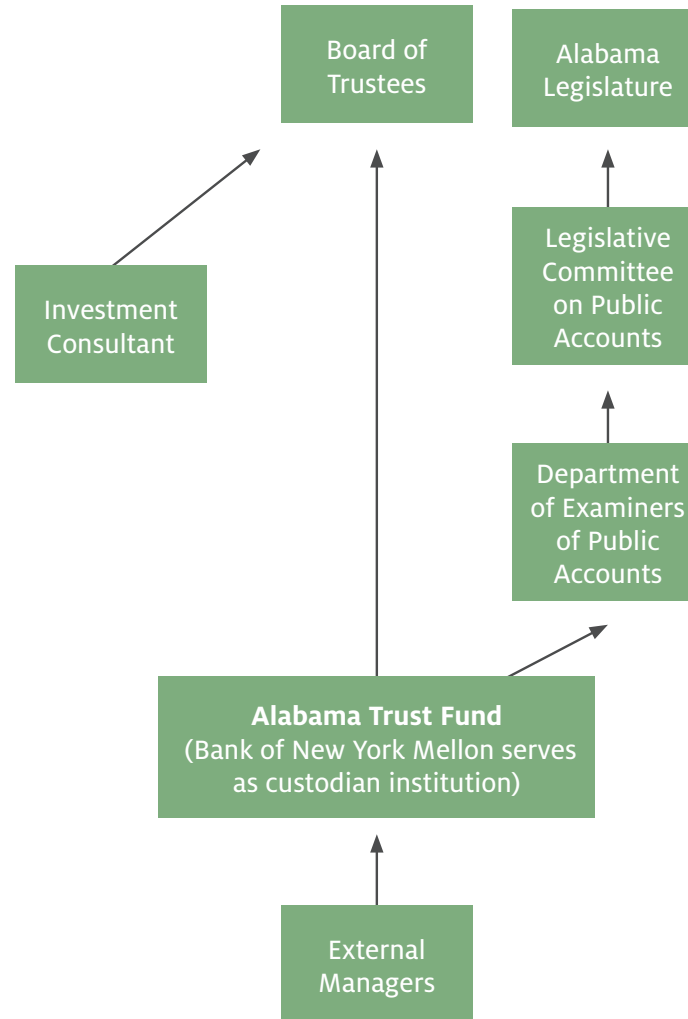 Board of
Trustees
Alabama
Legislature
Legislative
Committee
on Public
Accounts
Investment
Consultant
Department
of Examiners
of Public
Accounts
Alabama Trust Fund
(Bank of New York Mellon serves
as custodian institution)
External
Managers